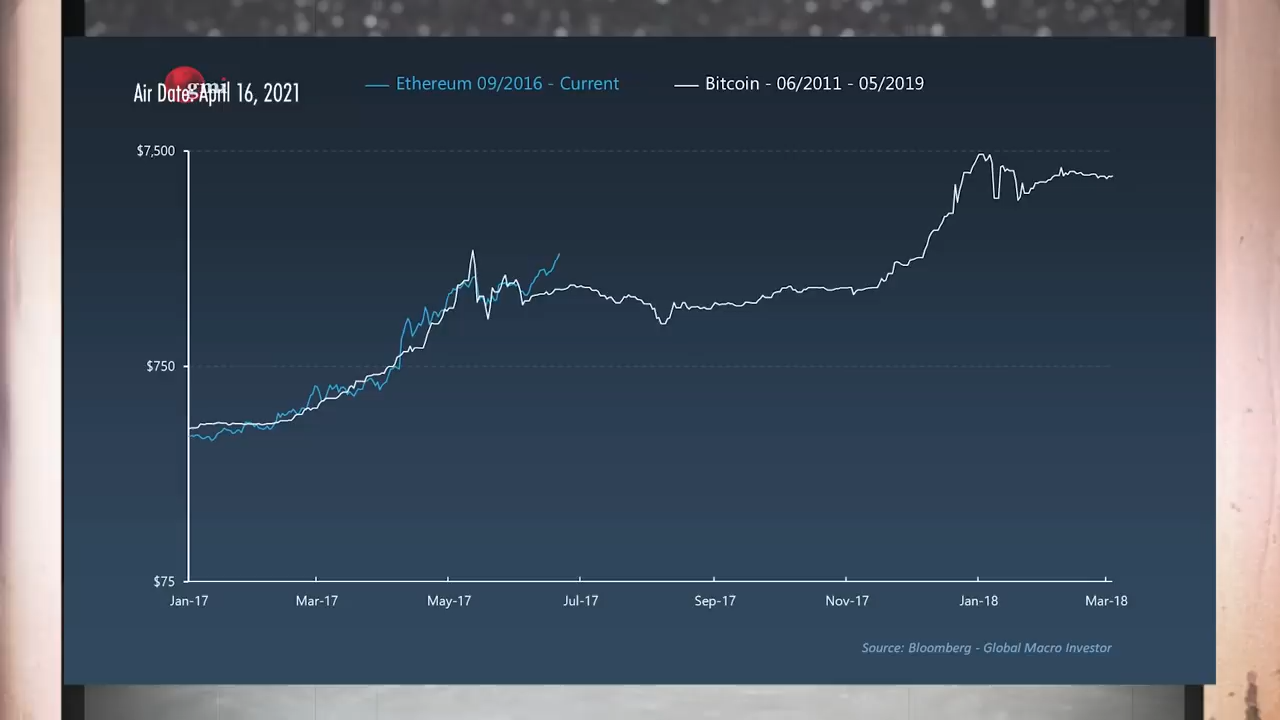 gmi
Air Date: April 16, 2021
Ethereum 09/2016 - Current
Bitcoin - 06/2011 - 05/2019
$7,500
$750
$75
Jan-17 Mar-17 May-17 Jul-17 Sep-17 Nov-17 Jan-18 Mar-18
Source: Bloomberg - Global Macro Investor